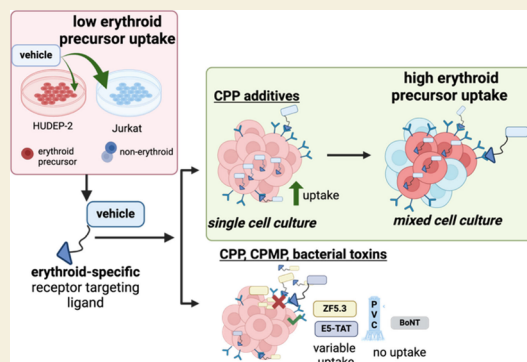 low erythroid
precursor uptake
vehicle
HUDEP-2
Jurkat
erythroid
precursor
non-erythroid
vehicle
erythroid-specific
receptor targeting
ligand
CPP additives
uptake
single cell culture
high erythroid
precursor uptake
mixed cell culture
CPP, CPMP, bacterial toxins
ZF5.3
E5-TAT
variable
uptake
PVC
BoNT
no uptake